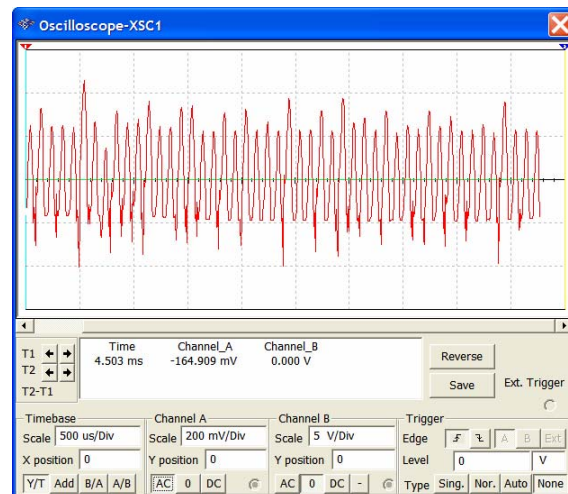 Oscilloscope-XSC1
Time Channel_A Channel_B
T1 4.503 ms -164.909 mV 0.000 V
T2
T2-T1
Reverse
Save
Ext. Trigger
Timebase
Scale 500 us/Div
X position 0
Y/T Add B/A A/B
Channel A
Scale 200 mV/Div
Y position 0
AC 0 DC
Channel B
Scale 5 V/Div
Y position 0
AC 0 DC -
Trigger
Edge A B Ext
Level 0 V
Type Sing. Nor. Auto None